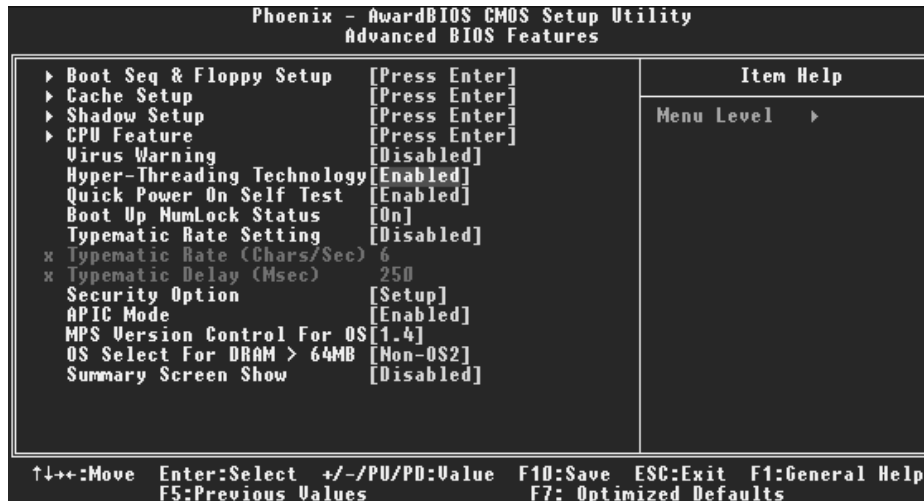 Phoenix - AwardBIOS CMOS Setup Utility
Advanced BIOS Features
Boot Seq & Floppy Setup [Press Enter]
Cache Setup [Press Enter]
Shadow Setup [Press Enter]
CPU Feature [Press Enter]
Virus Warning [Disabled]
Hyper-Threading Technology[Enabled]
Quick Power On Self Test [Enabled]
Boot Up NumLock Status [On]
Typematic Rate Setting [Disabled]
x Typematic Rate (Chars/Sec) 6
x Typematic Delay (Msec) 250
Security Option [Setup]
APIC Mode [Enabled]
MPS Version Control For OS[1.4]
OS Select For DRAM > 64MB [Non-OS2]
Summary Screen Show [Disabled]
Item Help
Menu Level
↑↓→←:Move Enter:Select +/-/PU/PD:Value F10:Save ESC:Exit F1:General Help
F5:Previous Values F7: Optimized Defaults